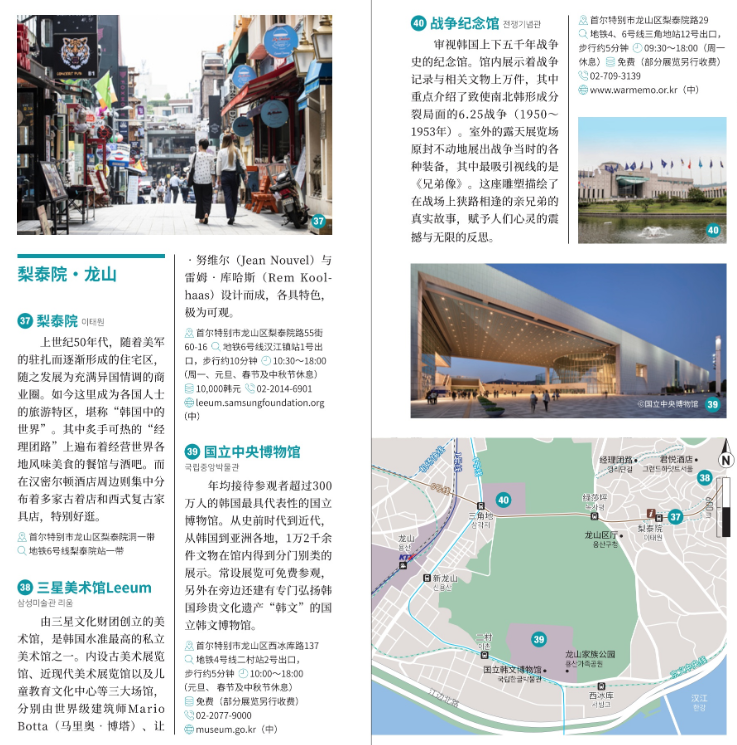 37
梨泰院·龙山
37 梨泰院 이태원
上世纪50年代，随着美军
的驻扎而逐渐形成的住宅区，
随之发展为充满异国情调的商
业圈。如今这里成为各国人士
的旅游特区，堪称“韩国中的
世界”。其中炙手可热的“经
理团路”上遍布着经营世界各
地风味美食的餐馆与酒吧。而
在汉密尔顿酒店周边则集中分
布着多家古着店和西式复古家
具店，特别好逛。
首尔特别市龙山区梨泰院洞一带
地铁6号线梨泰院站一带
38 三星美术馆Leeum
삼성미술관 리움
由三星文化财团创立的美
术馆，是韩国水准最高的私立
美术馆之一。内设古美术展览
馆、近现代美术展览馆以及儿
童教育文化中心等三大场馆，
分别由世界级建筑师Mario
Botta（马里奥·博塔）、让
·努维尔（Jean Nouvel）与
雷姆·库哈斯（Rem Kool-
haas）设计而成，各具特色，
极为可观。
首尔特别市龙山区梨泰院路55街
60-16 地铁6号线汉江镇站1号出
口，步行约10分钟 10:30～18:00
(周一、元旦、春节及中秋节休息)
10,000韩元 02-2014-6901
leeum.samsungfoundation.org
(中)
39 国立中央博物馆
국립중앙박물관
年均接待参观者超过300
万人的韩国最具代表性的国立
博物馆。从史前时代到近代，
从韩国到亚洲各地，1万2千余
件文物在馆内得到分门别类的
展示。常设展览可免费参观，
另外在旁边还建有专门弘扬韩
国珍贵文化遗产“韩文”的国
立韩文博物馆。
首尔特别市龙山区西冰库路137
地铁4号线二村站2号出口，
步行约5分钟 10:00～18:00
(元旦、春节及中秋节休息)
免费（部分展览另行收费）
02-2077-9000
museum.go.kr（中）
40 战争纪念馆 전쟁기념관
审视韩国上下五千年战争
史的纪念馆。馆内展示着战争
记录与相关文物上万件，其中
重点介绍了致使南北韩形成分
裂局面的6.25战争（1950～
1953年）。室外的露天展览场
原封不动地展出战争当时的各
种装备，其中最吸引视线的是
《兄弟像》。这座雕塑描绘了
在战场上狭路相逢的亲兄弟的
真实故事，赋予人们心灵的震
撼与无限的反思。
首尔特别市龙山区梨泰院路29
地铁4、6号线三角地站12号出口，
步行约5分钟 09:30～18:00（周一
休息）免费（部分展览另行收费）
02-709-3139
www.warmemo.or.kr（中）
40
©国立中央博物馆 39
经理团路
경리단길
君悦酒店
그랜드하얏트서울
N
38
40
三角地
삼각지
绿莎坪
녹사평
37
梨泰院
이태원
龙山区厅
용산구청
龙山
용산
KTX
新龙山
신용산
39
二村
이촌
龙山家族公园
용산가족공원
国立韩文博物馆
국립한글박물관
西冰库
서빙고
江边北路
汉江
한강